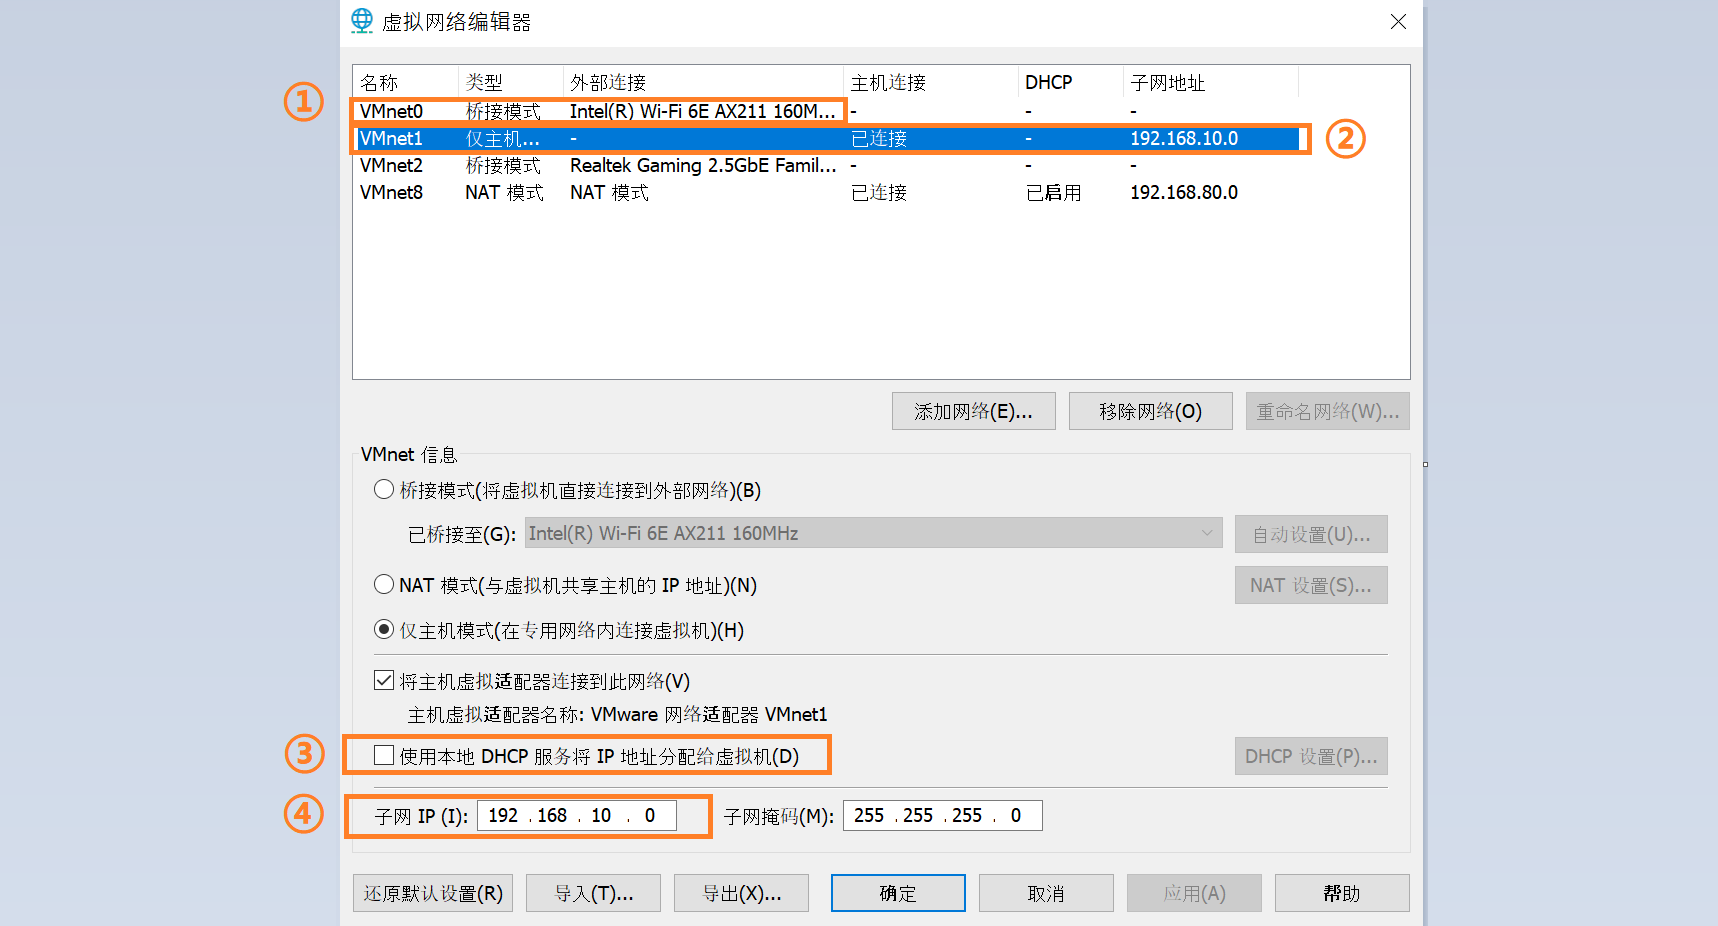 虚拟网络编辑器
名称 类型 外部连接 主机连接 DHCP 子网地址
① VMnet0 桥接模式 Intel(R) Wi-Fi 6E AX211 160M... - - -
VMnet1 仅主机... - 已连接 - 192.168.10.0 ②
VMnet2 桥接模式 Realtek Gaming 2.5GbE Famil... - - -
VMnet8 NAT 模式 NAT 模式 已连接 已启用 192.168.80.0
添加网络(E)... 移除网络(O) 重命名网络(W)...
VMnet 信息
桥接模式(将虚拟机直接连接到外部网络)(B)
已桥接至(G): Intel(R) Wi-Fi 6E AX211 160MHz 自动设置(U)...
NAT 模式(与虚拟机共享主机的 IP 地址)(N) NAT 设置(S)...
仅主机模式(在专用网络内连接虚拟机)(H)
将主机虚拟适配器连接到此网络(V)
主机虚拟适配器名称: VMware 网络适配器 VMnet1
③ 使用本地 DHCP 服务将 IP 地址分配给虚拟机(D) DHCP 设置(P)...
④ 子网 IP (I): 192 . 168 . 10 . 0 子网掩码(M): 255 . 255 . 255 . 0
还原默认设置(R) 导入(T)... 导出(X)... 确定 取消 应用(A) 帮助